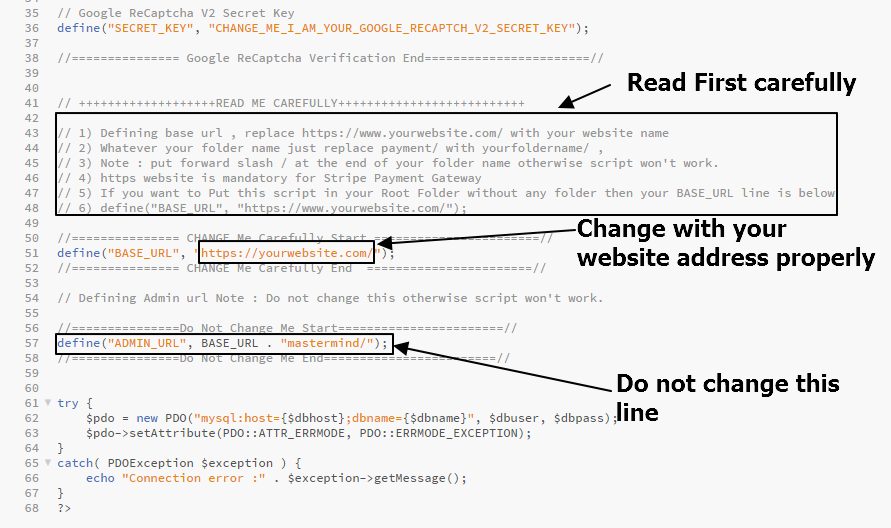 35 // Google ReCaptcha V2 Secret Key
36 define("SECRET_KEY", "CHANGE_ME_I_AM_YOUR_GOOGLE_RECAPTCH_V2_SECRET_KEY");
37
38 //=============== Google ReCaptcha Verification End=======================//
39
40
Read First carefully
41 // +++++++++++++++++++READ ME CAREFULLY++++++++++++++++++++++++++
42
43 // 1) Defining base url , replace https://www.yourwebsite.com/ with your website name
44 // 2) Whatever your folder name just replace payment/ with yourfoldername/ ,
45 // 3) Note : put forward slash / at the end of your folder name otherwise script won't work.
46 // 4) https website is mandatory for Stripe Payment Gateway
47 // 5) If you want to Put this script in your Root Folder without any folder then your BASE_URL line is below
48 // 6) define("BASE_URL", "https://www.yourwebsite.com/");
49
50 //=============== CHANGE Me Carefully Start =======================//
Change with your
website address properly
51 define("BASE_URL", "https://yourwebsite.com/");
52 //=============== CHANGE Me Carefully End =======================//
53
54 // Defining Admin url Note : Do not change this otherwise script won't work.
55
56 //===============Do Not Change Me Start=======================//
57 define("ADMIN_URL", BASE_URL . "mastermind/");
58 //===============Do Not Change Me End========================//
59
60
Do not change this
line
61 try {
62 $pdo = new PDO("mysql:host={$dbhost};dbname={$dbname}", $dbuser, $dbpass);
63 $pdo->setAttribute(PDO::ATTR_ERRMODE, PDO::ERRMODE_EXCEPTION);
64 }
65 catch( PDOException $exception ) {
66 echo "Connection error :" . $exception->getMessage();
67 }
68 ?>